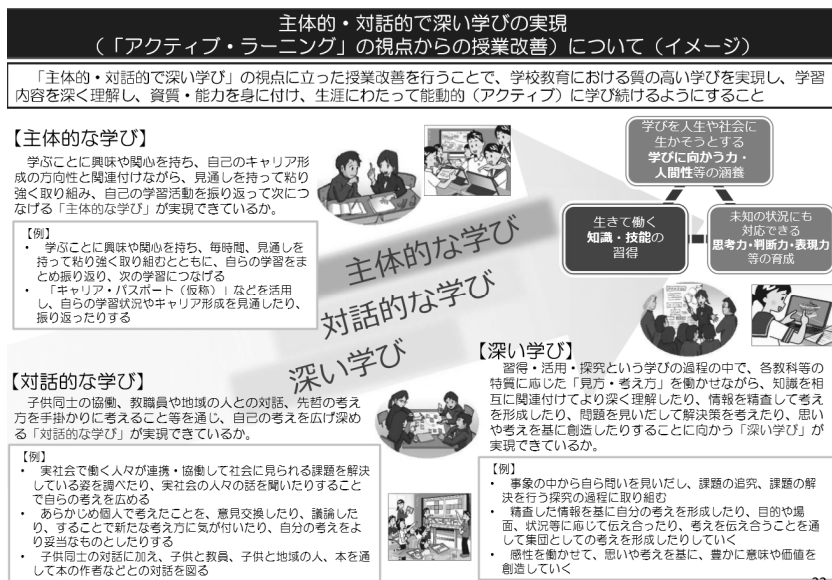 主体的・対話的で深い学びの実現
（「アクティブ・ラーニング」の視点からの授業改善）について（イメージ）
「主体的・対話的で深い学び」の視点に立った授業改善を行うことで、学校教育における質の高い学びを実現し、学習
内容を深く理解し、資質・能力を身に付け、生涯にわたって能動的（アクティブ）に学び続けるようにすること
【主体的な学び】
学ぶことに興味や関心を持ち、自己のキャリア形
成の方向性と関連付けながら、見通しを持って粘り
強く取り組み、自己の学習活動を振り返って次につ
なげる「主体的な学び」が実現できているか。
【例】
・ 学ぶことに興味や関心を持ち、毎時間、見通しを
持って粘り強く取り組むとともに、自らの学習をま
とめ振り返り、次の学習につなげる
・ 「キャリア・パスポート（仮称）」などを活用
し、自らの学習状況やキャリア形成を見通したり、
振り返ったりする
学びを人生や社会に
生かそうとする
学びに向かう力・
人間性等の涵養
生きて働く
知識・技能の
習得
未知の状況にも
対応できる
思考力・判断力・表現力
等の育成
主体的な学び
対話的な学び
深い学び
【対話的な学び】
子供同士の協働、教職員や地域の人との対話、先哲の考え
方を手掛かりに考えること等を通じ、自己の考えを広げ深め
る「対話的な学び」が実現できているか。
【例】
・ 実社会で働く人々が連携・協働して社会に見られる課題を解決
している姿を調べたり、実社会の人々の話を聞いたりすること
で自らの考えを広める
・ あらかじめ個人で考えたことを、意見交換したり、議論した
り、することで新たな考え方に気が付いたり、自分の考えをよ
り妥当なものとしたりする
・ 子供同士の対話に加え、子供と教員、子供と地域の人、本を通
して本の作者などとの対話を図る
【深い学び】
習得・活用・探究という学びの過程の中で、各教科等の
特質に応じた「見方・考え方」を働かせながら、知識を相
互に関連付けてより深く理解したり、情報を精査して考え
を形成したり、問題を見いだして解決策を考えたり、思い
や考えを基に創造したりすることに向かう「深い学び」が
実現できているか。
【例】
・ 事象の中から自ら問いを見いだし、課題の追究、課題の解
決を行う探究の過程に取り組む
・ 精査した情報を基に自分の考えを形成したり、目的や場
面、状況等に応じて伝え合ったり、考えを伝え合うことを通
して集団としての考えを形成したりしていく
・ 感性を働かせて、思いや考えを基に、豊かに意味や価値を
創造していく